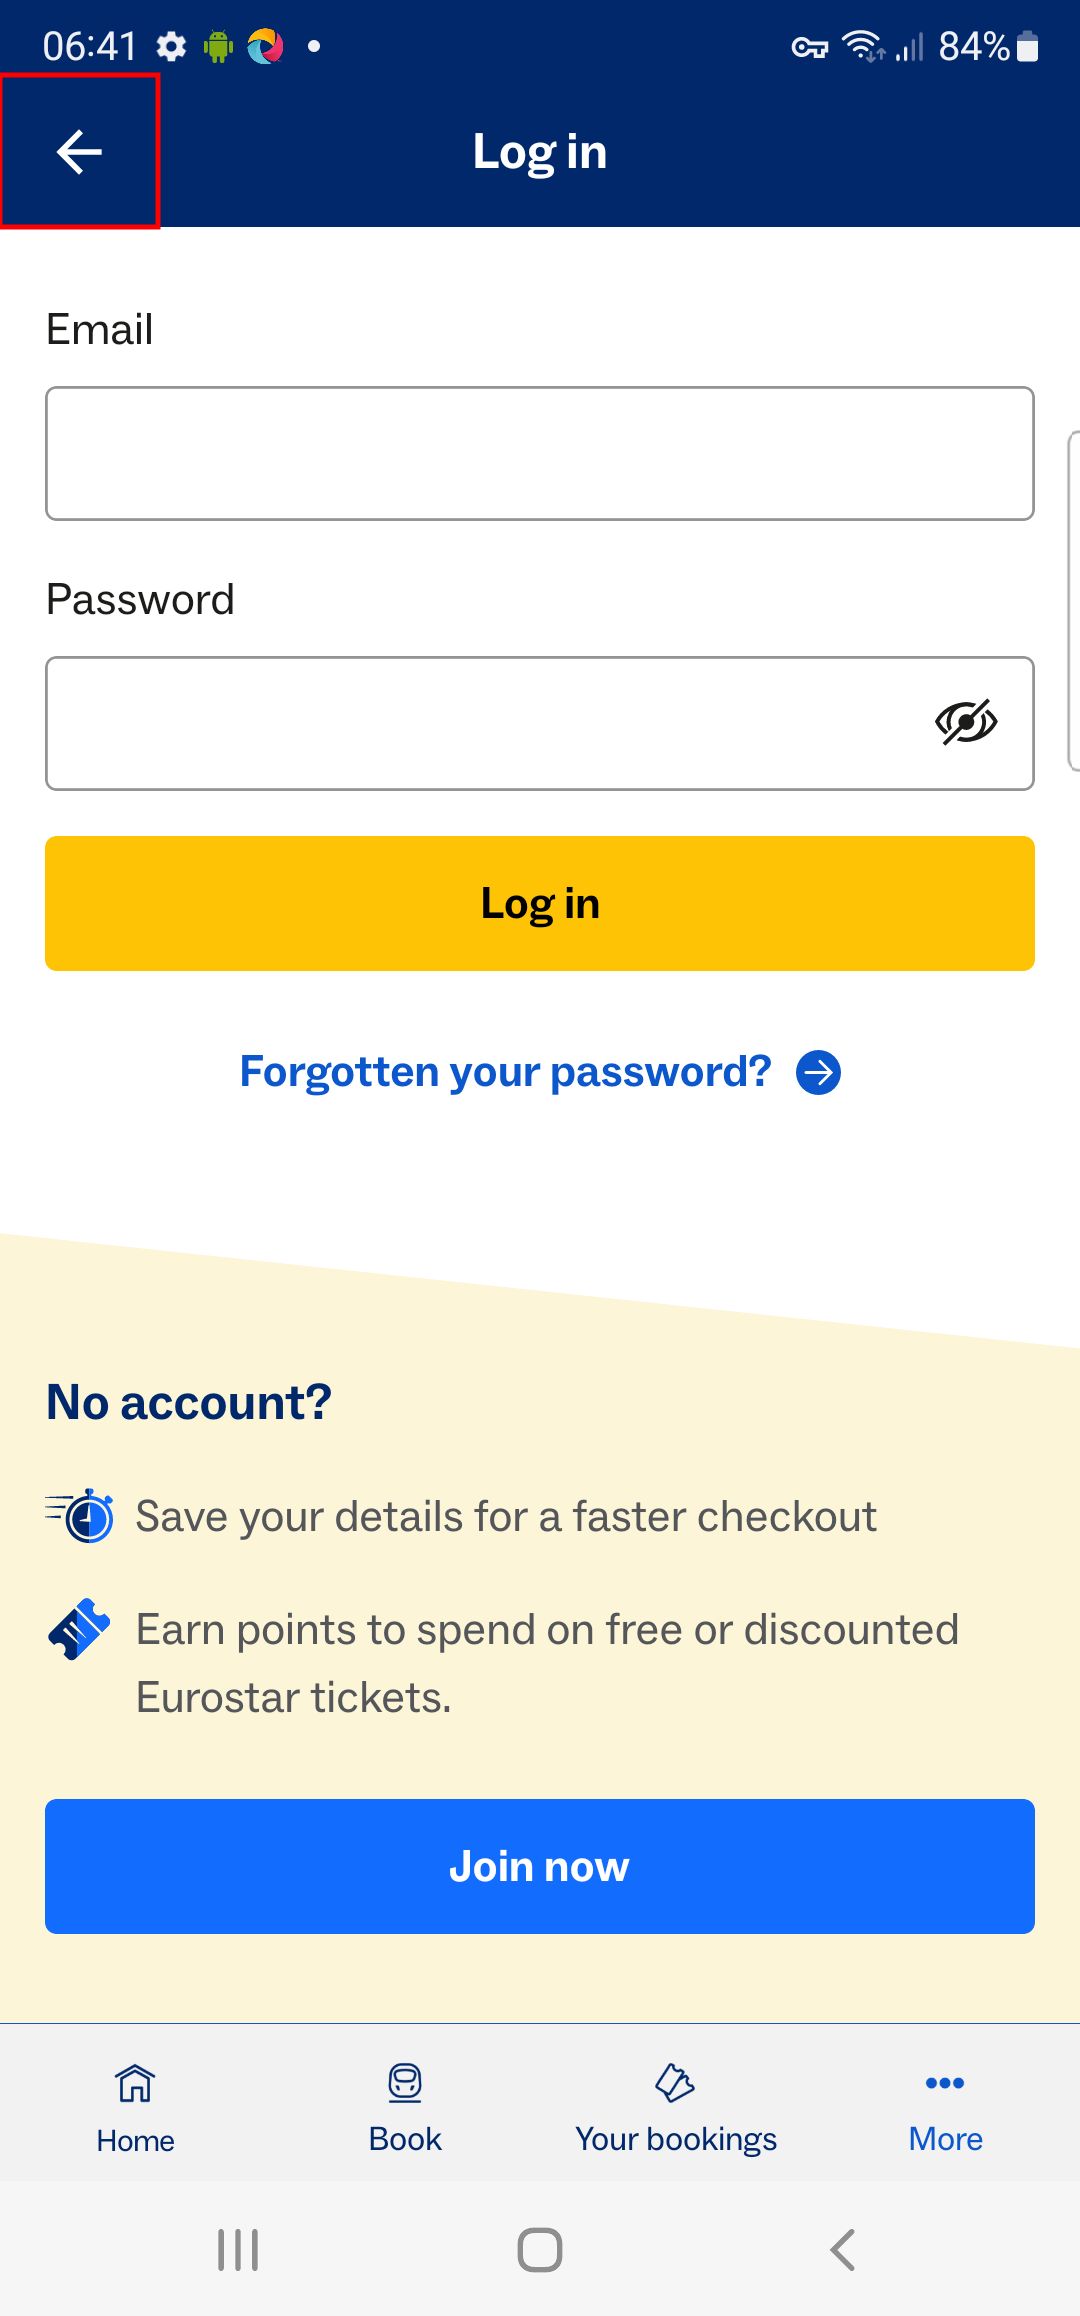 06:41
84%
Log in
Email
Password
Log in
Forgotten your password?
No account?
Save your details for a faster checkout
Earn points to spend on free or discounted
Eurostar tickets.
Join now
Home
Book
Your bookings
More